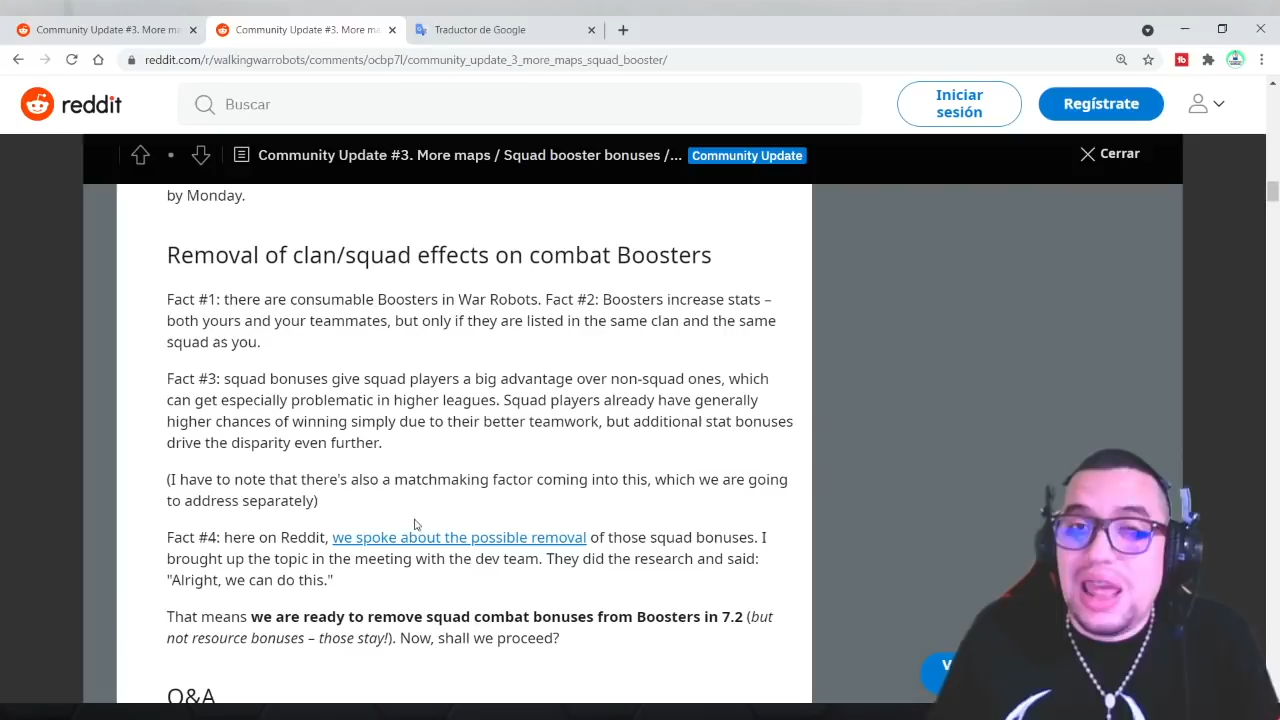 Community Update #3. More ma
Community Update #3. More ma
Traductor de Google
reddit.com/r/walkingwarrobots/comments/ocbp7l/community_update_3_more_maps_squad_booster/
reddit
Buscar
Iniciar
sesión
Regístrate
Community Update #3. More maps / Squad booster bonuses /...
Community Update
Cerrar
by Monday.
Removal of clan/squad effects on combat Boosters
Fact #1: there are consumable Boosters in War Robots. Fact #2: Boosters increase stats –
both yours and your teammates, but only if they are listed in the same clan and the same
squad as you.
Fact #3: squad bonuses give squad players a big advantage over non-squad ones, which
can get especially problematic in higher leagues. Squad players already have generally
higher chances of winning simply due to their better teamwork, but additional stat bonuses
drive the disparity even further.
(I have to note that there's also a matchmaking factor coming into this, which we are going
to address separately)
Fact #4: here on Reddit, we spoke about the possible removal of those squad bonuses. I
brought up the topic in the meeting with the dev team. They did the research and said:
"Alright, we can do this."
That means we are ready to remove squad combat bonuses from Boosters in 7.2 (but
not resource bonuses – those stay!). Now, shall we proceed?
Q&A